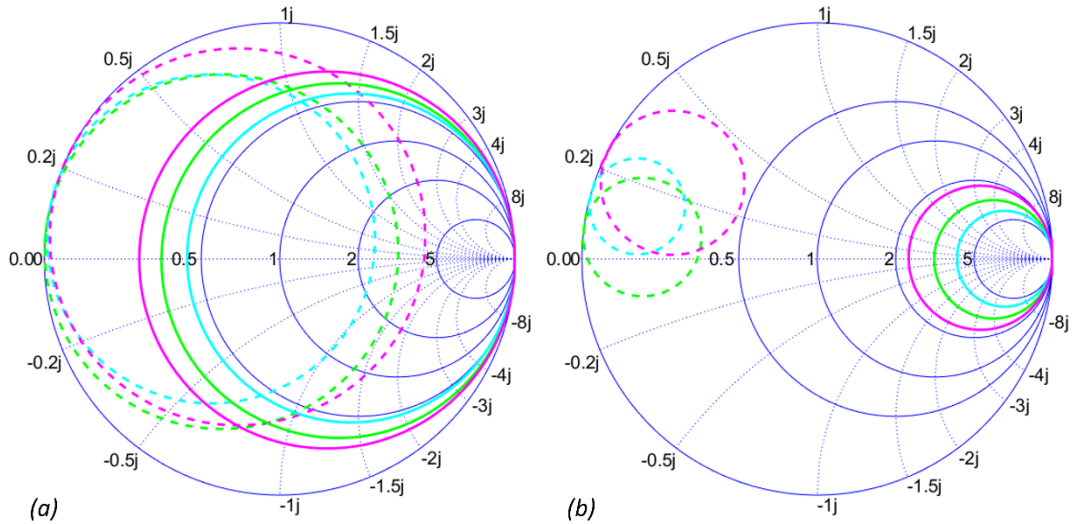 1j 1j
1.5j 1.5j
0.5j 2j 0.5j 2j
3j 3j
0.2j 4j 0.2j 4j
8j 8j
0.00 0.5 1 2 5 0.00 0.5 1 2 5
-8j -8j
-0.2j -4j -0.2j -4j
-3j -3j
-0.5j -2j -0.5j -2j
-1.5j -1.5j
(a) -1j (b) -1j